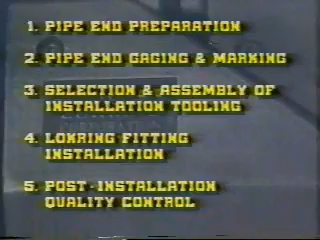 1. PIPE END PREPARATION
2. PIPE END GAGING & MARKING
3. SELECTION & ASSEMBLY OF
INSTALLATION TOOLING
4. LOKRING FITTING
INSTALLATION
5. POST-INSTALLATION
QUALITY CONTROL